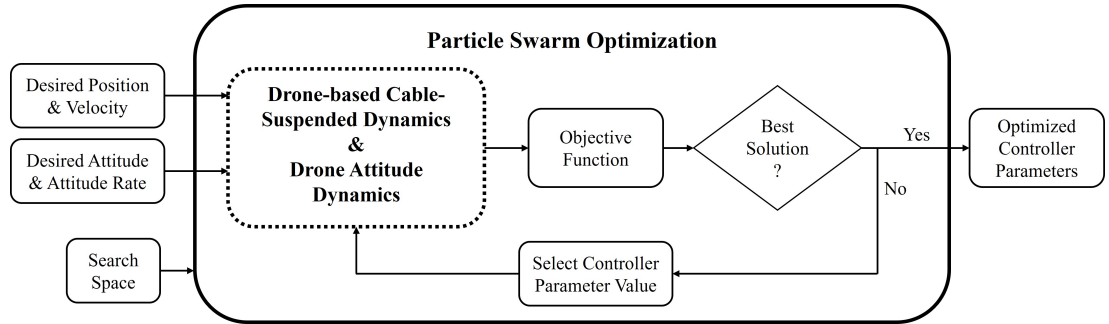 Particle Swarm Optimization
Desired Position
& Velocity
Desired Attitude
& Attitude Rate
Search
Space
Drone-based Cable-
Suspended Dynamics
&
Drone Attitude
Dynamics
Objective
Function
Best
Solution
?
Yes
No
Optimized
Controller
Parameters
Select Controller
Parameter Value